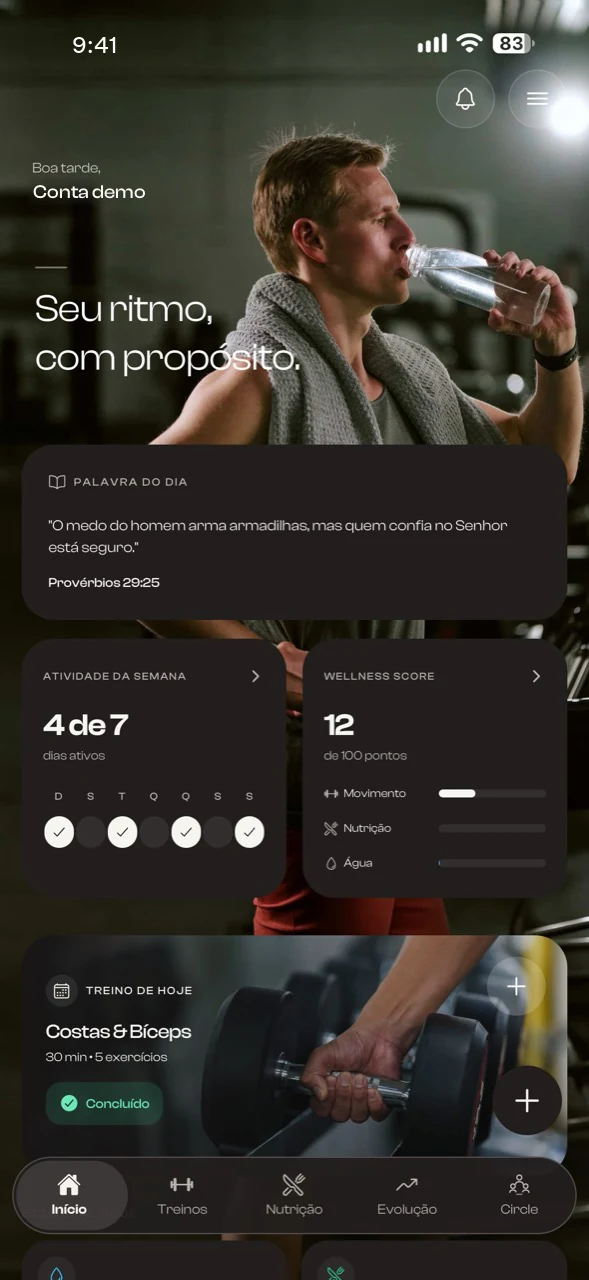 9:41
83
Boa tarde,
Conta demo
Seu ritmo,
com propósito.
PALAVRA DO DIA
"O medo do homem arma armadilhas, mas quem confia no Senhor
está seguro."
Provérbios 29:25
ATIVIDADE DA SEMANA
4 de 7
dias ativos
D S T Q Q S S
WELLNESS SCORE
12
de 100 pontos
Movimento
Nutrição
Água
TREINO DE HOJE
Costas & Bíceps
30 min • 5 exercícios
Concluído
Início
Treinos
Nutrição
Evolução
Circle